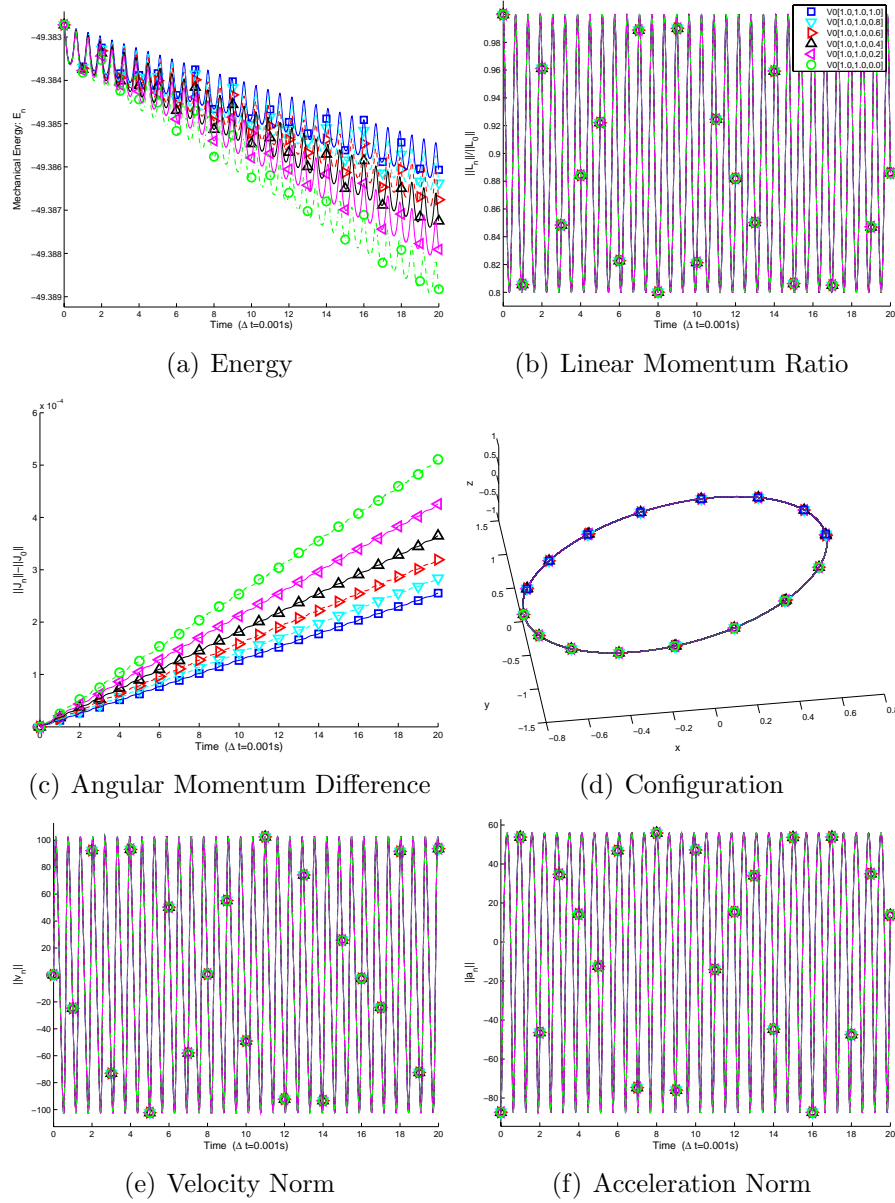 −49.383
−49.384
−49.385
−49.386
−49.387
−49.388
−49.389
Mechanical Energy: E_n
0 2 4 6 8 10 12 14 16 18 20
Time (Δ t=0.001s)
(a) Energy
V0[1.0,1.0,1.0]
V0[1.0,1.0,0.8]
V0[1.0,1.0,0.6]
V0[1.0,1.0,0.4]
V0[1.0,1.0,0.2]
V0[1.0,1.0,0.0]
0.98
0.96
0.94
0.92
0.9
0.88
0.86
0.84
0.82
0.8
||L_n||/||L_0||
0 2 4 6 8 10 12 14 16 18 20
Time (Δ t=0.001s)
(b) Linear Momentum Ratio
x 10^-4
6
5
4
3
2
1
||J_n||−||J_0||
0 2 4 6 8 10 12 14 16 18 20
Time (Δ t=0.001s)
(c) Angular Momentum Difference
1
0.5
0
−0.5
−1
z
1.5
1
0.5
0
−0.5
−1
−1.5
y
−0.8 −0.6 −0.4 −0.2 0 0.2 0.4 0.6 0.8
x
(d) Configuration
100
80
60
40
20
0
−20
−40
−60
−80
−100
||v_n||
0 2 4 6 8 10 12 14 16 18 20
Time (Δ t=0.001s)
(e) Velocity Norm
60
40
20
0
−20
−40
−60
−80
||a_n||
0 2 4 6 8 10 12 14 16 18 20
Time (Δ t=0.001s)
(f) Acceleration Norm